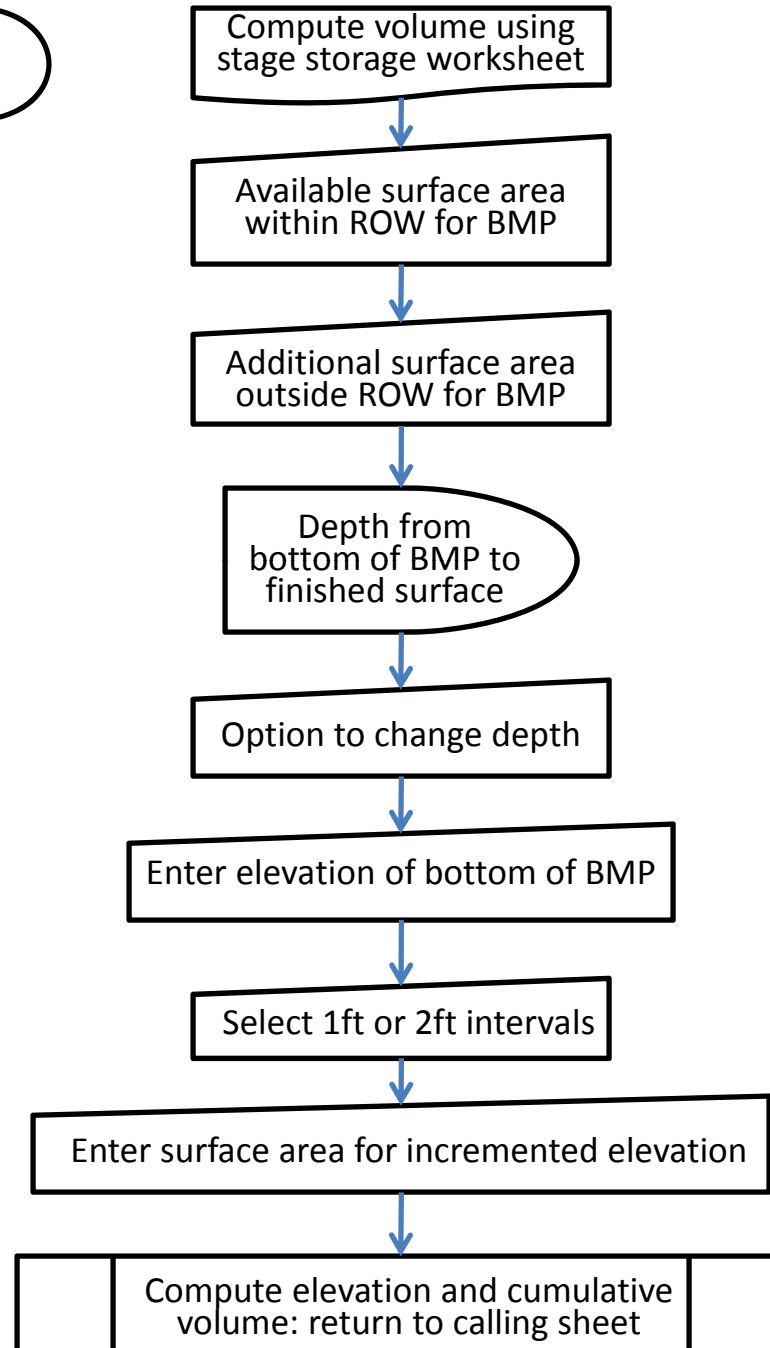 Compute volume using
stage storage worksheet
Available surface area
within ROW for BMP
Additional surface area
outside ROW for BMP
Depth from
bottom of BMP to
finished surface
Option to change depth
Enter elevation of bottom of BMP
Select 1ft or 2ft intervals
Enter surface area for incremented elevation
Compute elevation and cumulative
volume: return to calling sheet